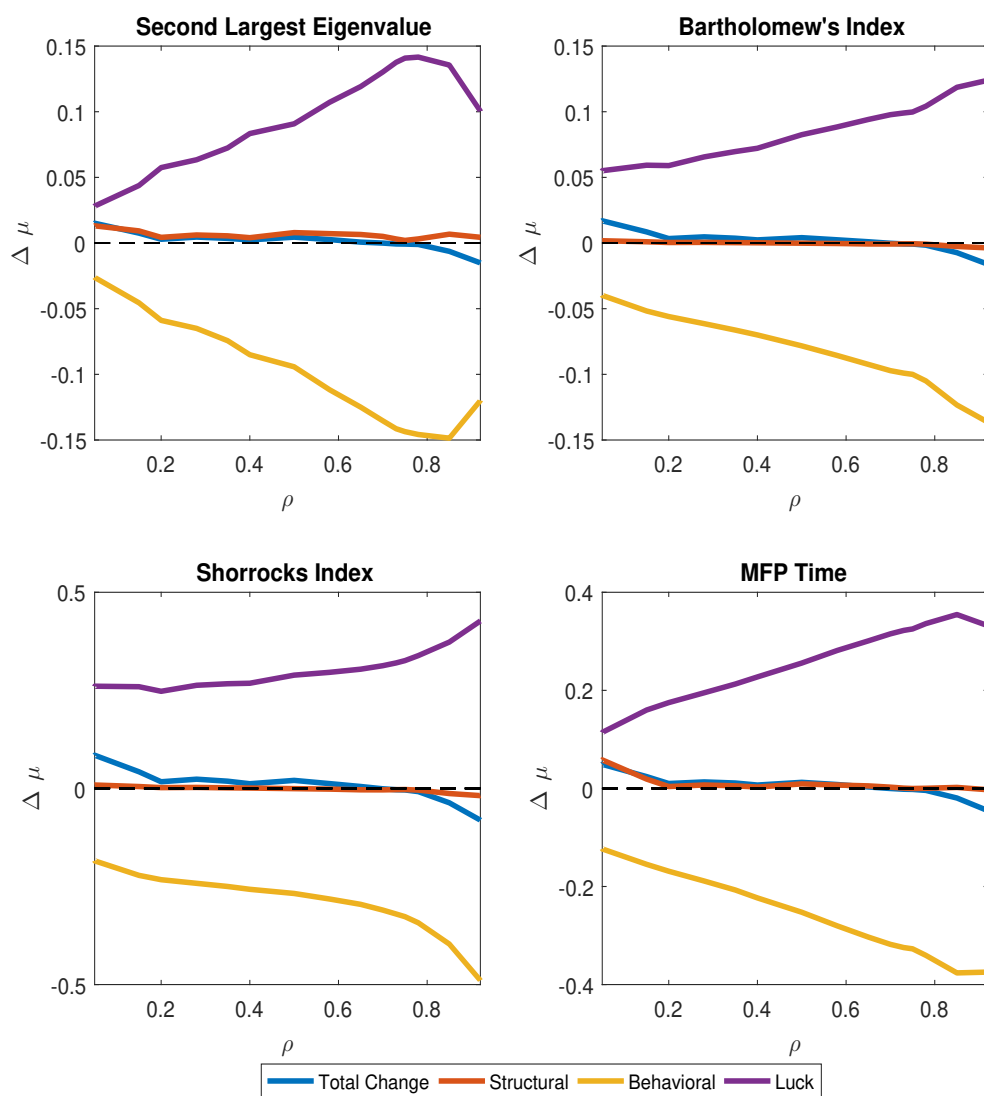 Second Largest Eigenvalue
0.15
0.1
0.05
0
-0.05
-0.1
-0.15
Δ μ
0.2 0.4 0.6 0.8
ρ
Bartholomew's Index
0.15
0.1
0.05
0
-0.05
-0.1
-0.15
Δ μ
0.2 0.4 0.6 0.8
ρ
Shorrocks Index
0.5
0
-0.5
Δ μ
0.2 0.4 0.6 0.8
ρ
MFP Time
0.4
0.2
0
-0.2
-0.4
Δ μ
0.2 0.4 0.6 0.8
ρ
Total Change Structural Behavioral Luck